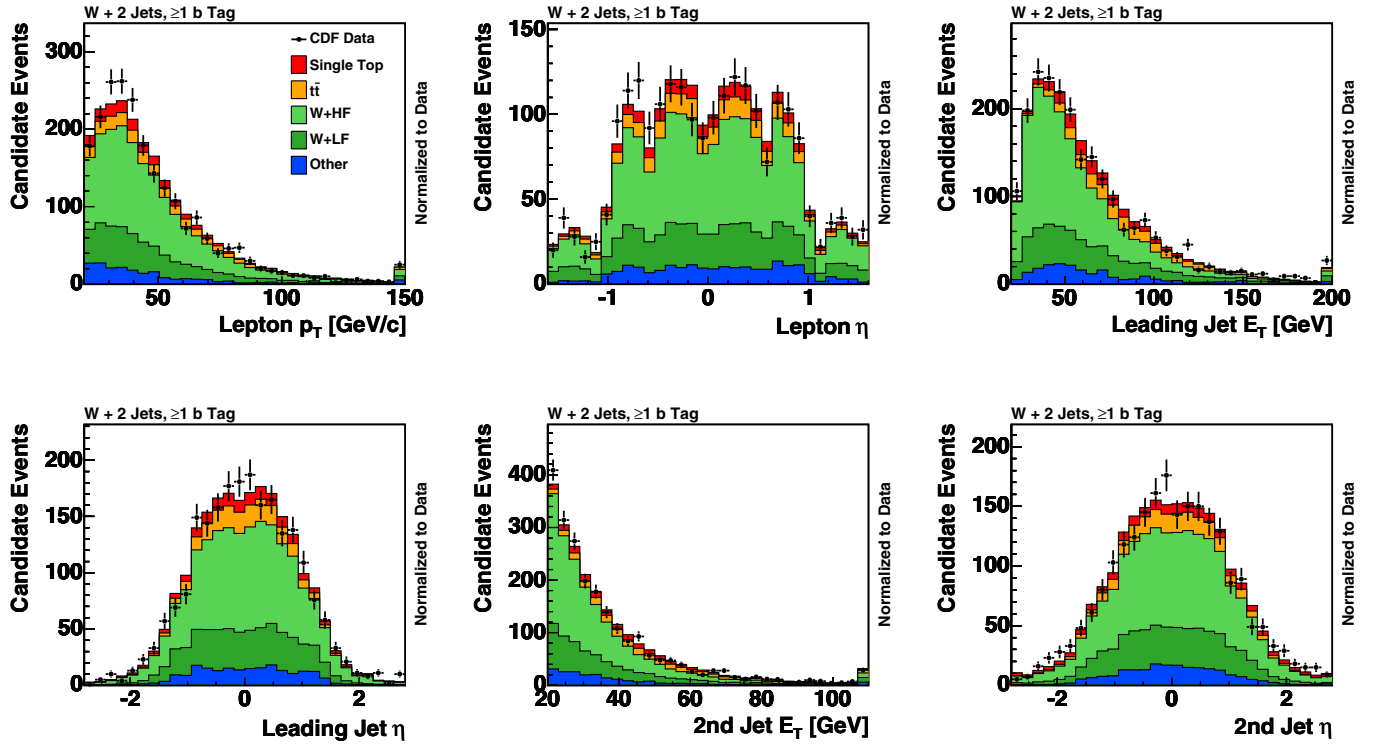 W + 2 Jets, ≥1 b Tag
Candidate Events
300
200
100
0
50
100
150
Lepton pT [GeV/c]
Normalized to Data
CDF Data
Single Top
tt̄
W+HF
W+LF
Other
W + 2 Jets, ≥1 b Tag
Candidate Events
150
100
50
0
-1
0
1
Lepton η
Normalized to Data
W + 2 Jets, ≥1 b Tag
Candidate Events
200
100
0
50
100
150
200
Leading Jet ET [GeV]
Normalized to Data
W + 2 Jets, ≥1 b Tag
Candidate Events
200
150
100
50
0
-2
0
2
Leading Jet η
Normalized to Data
W + 2 Jets, ≥1 b Tag
Candidate Events
400
300
200
100
0
20
40
60
80
100
2nd Jet ET [GeV]
Normalized to Data
W + 2 Jets, ≥1 b Tag
Candidate Events
200
150
100
50
0
-2
0
2
2nd Jet η
Normalized to Data